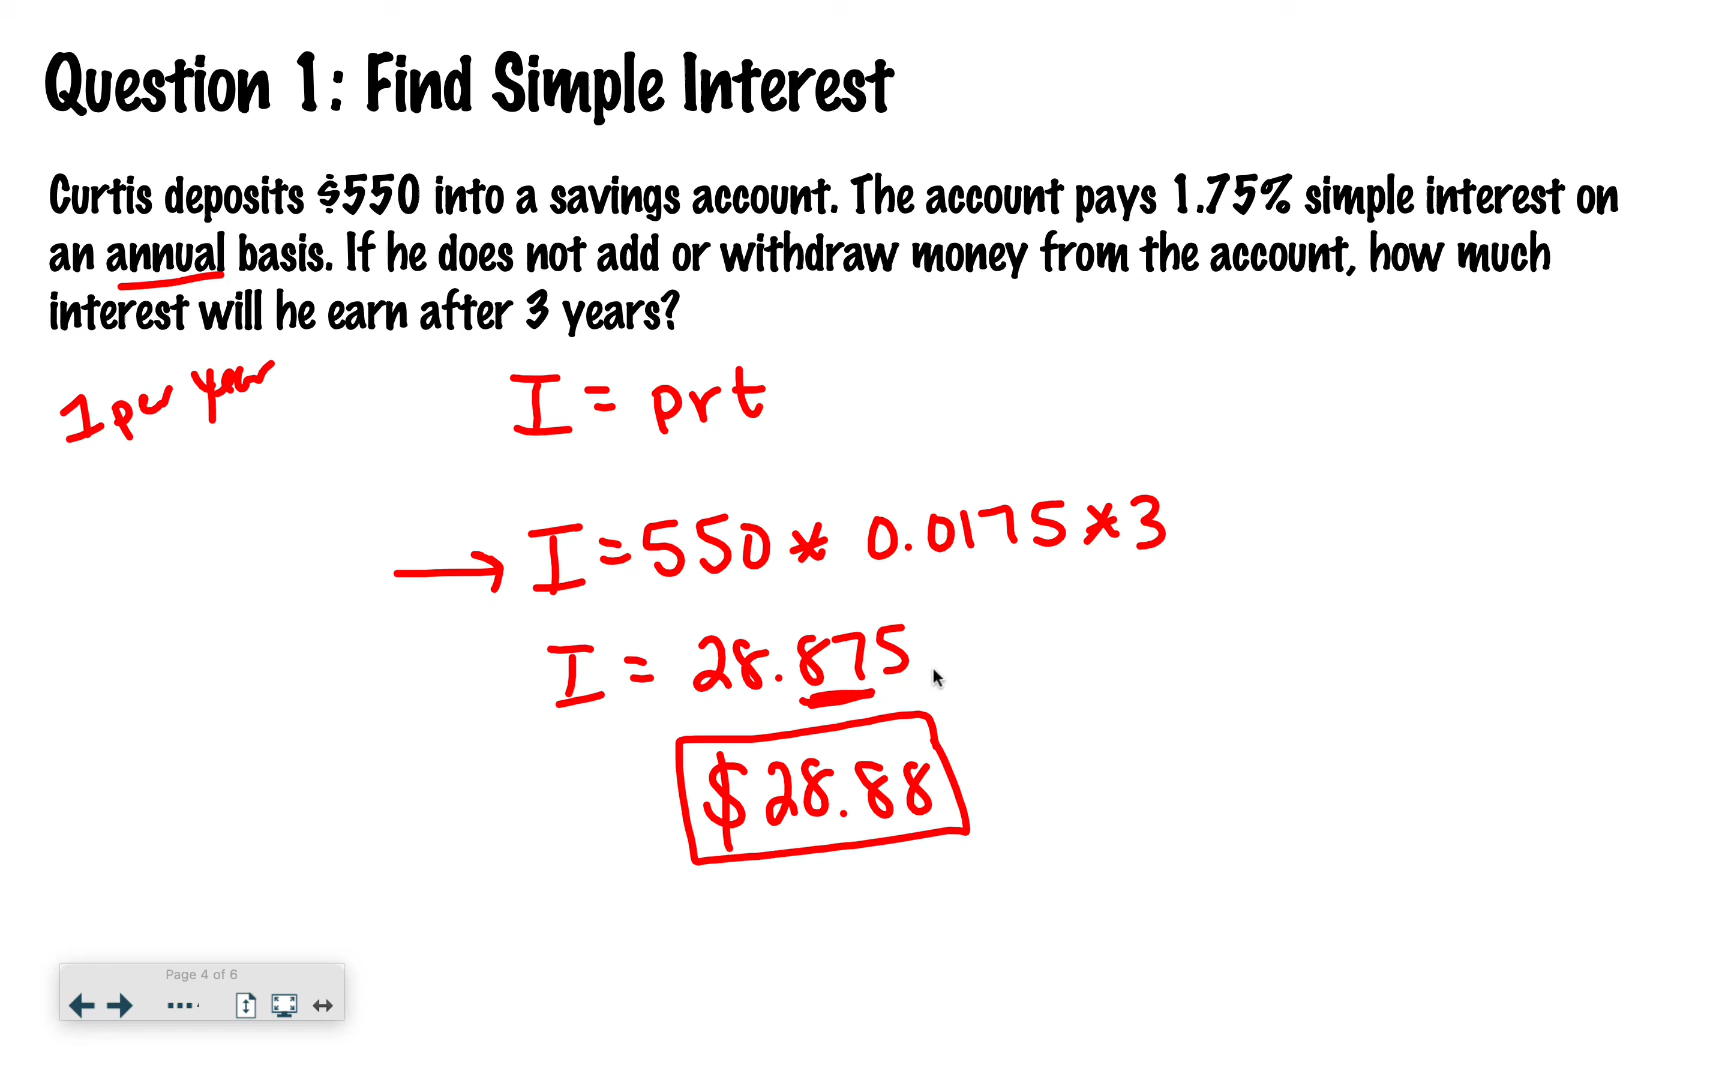 Question 1: Find Simple Interest
Curtis deposits $550 into a savings account. The account pays 1.75% simple interest on
an annual basis. If he does not add or withdraw money from the account, how much
interest will he earn after 3 years?
1 per year
I = prt
I = 550 * 0.0175 * 3
I = 28.875
$28.88
Page 4 of 6